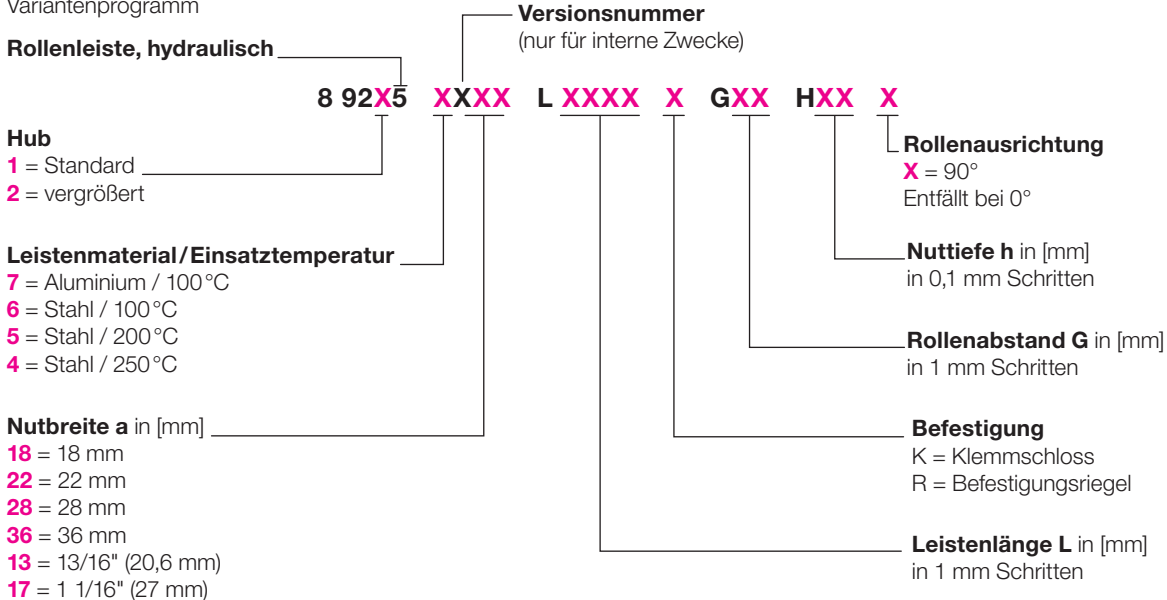 Variantenprogramm
Rollenleiste, hydraulisch
Versionsnummer
(nur für interne Zwecke)
8 92X5 XXXX L XXXX X GXX HXX X
Hub
1 = Standard
2 = vergrößert
Leistenmaterial/Einsatztemperatur
7 = Aluminium / 100°C
6 = Stahl / 100°C
5 = Stahl / 200°C
4 = Stahl / 250°C
Nutbreite a in [mm]
18 = 18 mm
22 = 22 mm
28 = 28 mm
36 = 36 mm
13 = 13/16" (20,6 mm)
17 = 1 1/16" (27 mm)
Rollenausrichtung
X = 90°
Entfällt bei 0°
Nuttiefe h in [mm]
in 0,1 mm Schritten
Rollenabstand G in [mm]
in 1 mm Schritten
Befestigung
K = Klemmschloss
R = Befestigungsriegel
Leistenlänge L in [mm]
in 1 mm Schritten